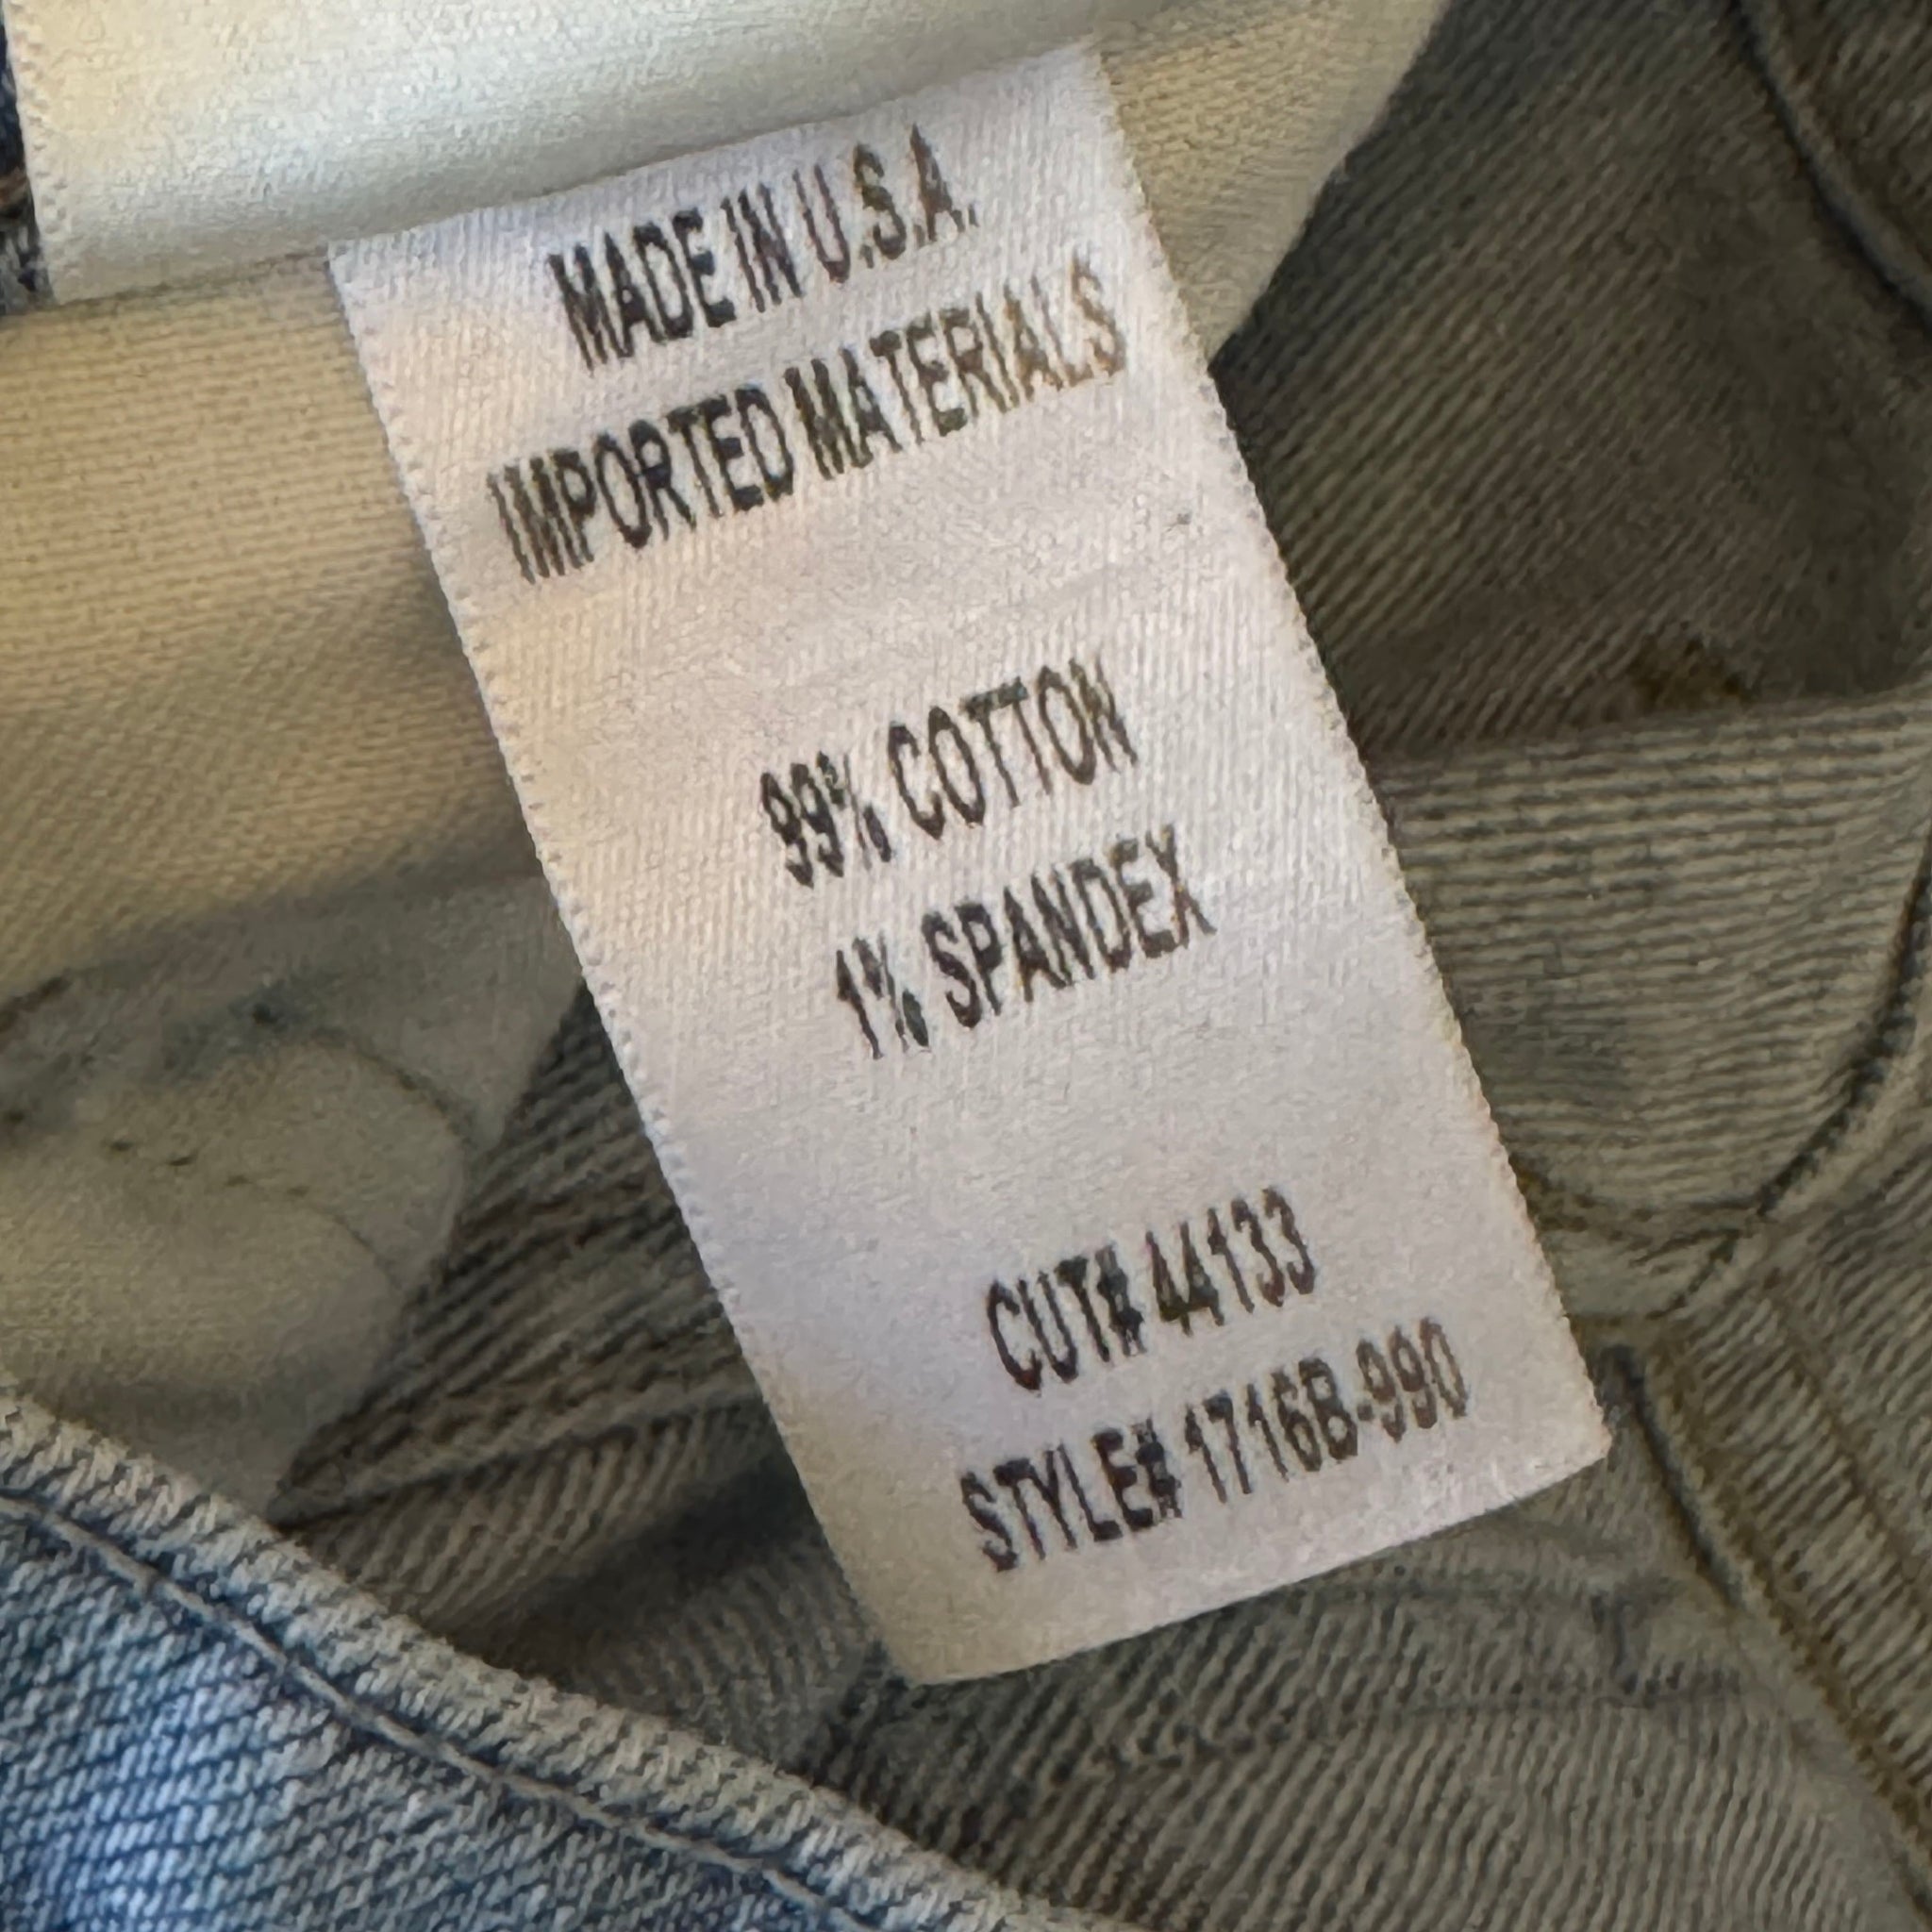 MADE IN U.S.A.
IMPORTED MATERIALS
99% COTTON
1% SPANDEX
CUT# 44133
STYLE# 1716B-990